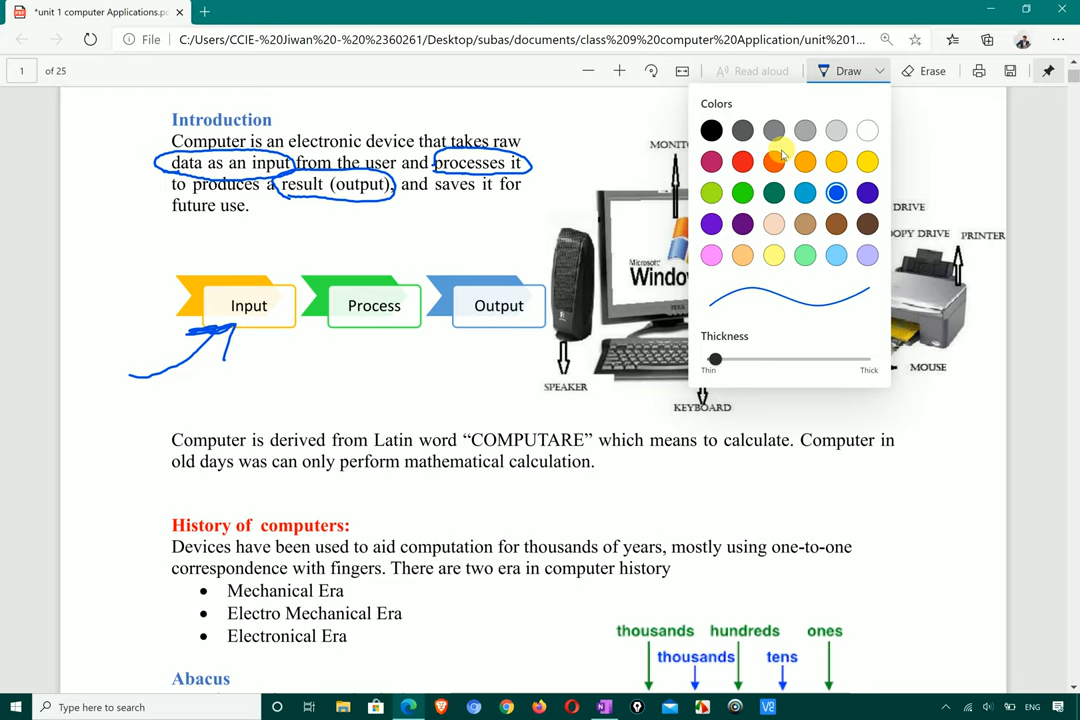 *unit 1 computer Applications.pc
File C:/Users/CCIE-%20Jiwan%20-%20%2360261/Desktop/subas/documents/class%209%20computer%20Application/unit%201...
1 of 25
Read aloud
Draw
Erase
Introduction
Computer is an electronic device that takes raw
data as an input from the user and processes it
to produces a result (output), and saves it for
future use.
Input
Process
Output
Colors
Thickness
Thin
Thick
MONIT
DRIVE
OPY DRIVE
PRINTER
Microsoft
Windo
SPEAKER
MOUSE
KEYBOARD
Computer is derived from Latin word “COMPUTARE” which means to calculate. Computer in
old days was can only perform mathematical calculation.
History of computers:
Devices have been used to aid computation for thousands of years, mostly using one-to-one
correspondence with fingers. There are two era in computer history
• Mechanical Era
• Electro Mechanical Era
• Electronical Era
thousands hundreds ones
thousands tens
Abacus
Type here to search
ENG